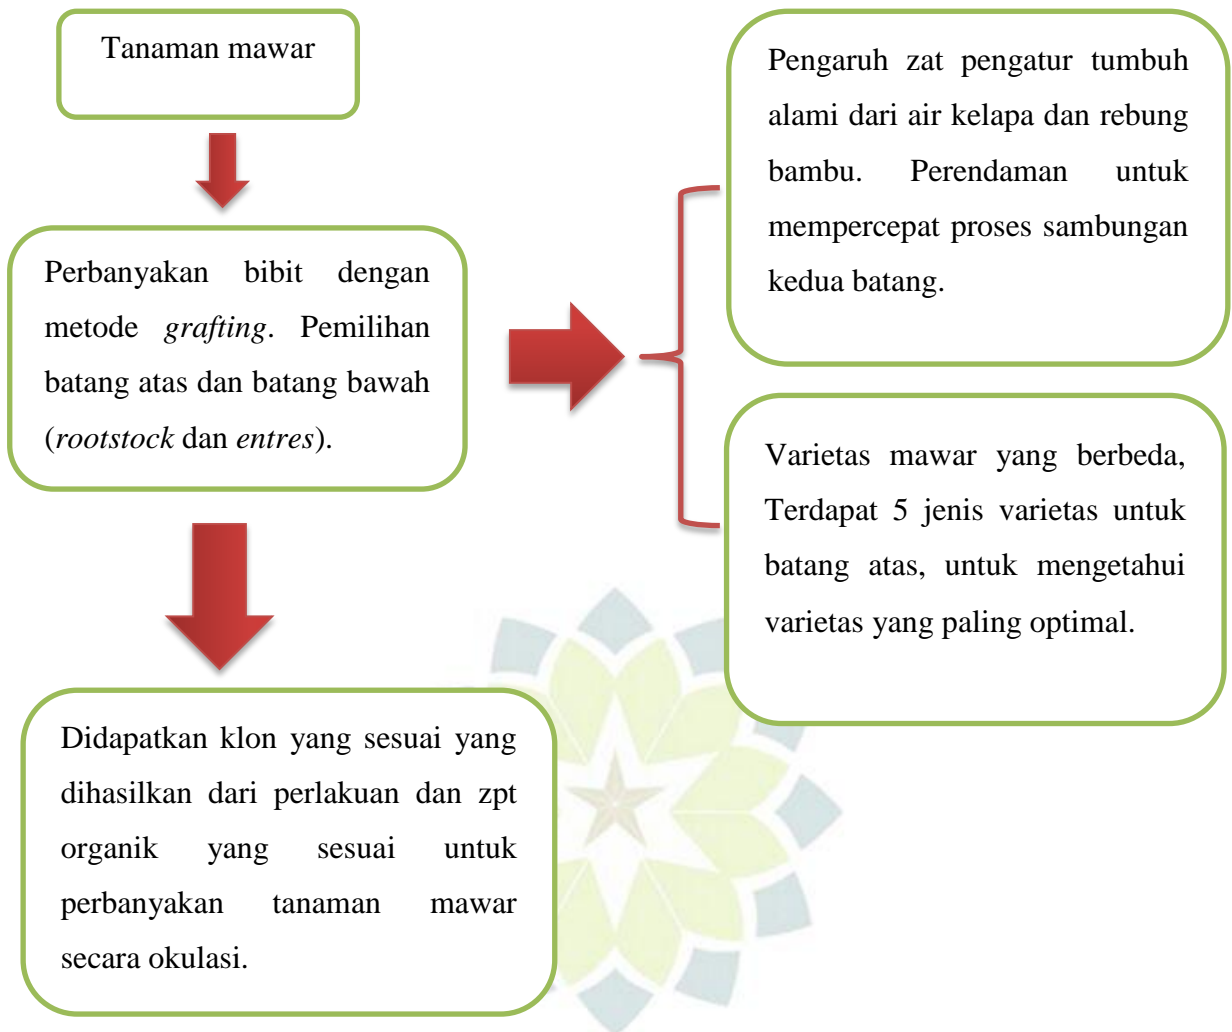 Tanaman mawar
Perbanyakan bibit dengan
metode grafting. Pemilihan
batang atas dan batang bawah
(rootstock dan entres).
Pengaruh zat pengatur tumbuh
alami dari air kelapa dan rebung
bambu. Perendaman untuk
mempercepat proses sambungan
kedua batang.
Varietas mawar yang berbeda,
Terdapat 5 jenis varietas untuk
batang atas, untuk mengetahui
varietas yang paling optimal.
Didapatkan klon yang sesuai yang
dihasilkan dari perlakuan dan zpt
organik yang sesuai untuk
perbanyakan tanaman mawar
secara okulasi.